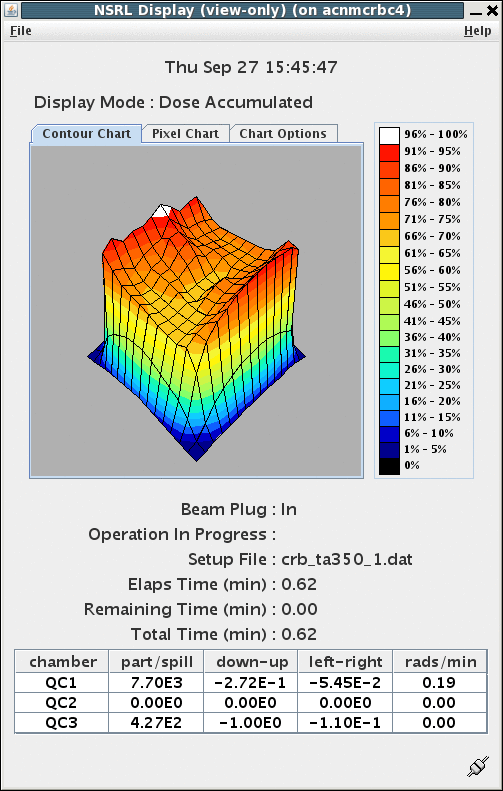 NSRL Display (view-only) (on acnmcrbc4)
File Help
Thu Sep 27 15:45:47
Display Mode : Dose Accumulated
Contour Chart Pixel Chart Chart Options
96% - 100%
91% - 95%
86% - 90%
81% - 85%
76% - 80%
71% - 75%
66% - 70%
61% - 65%
56% - 60%
51% - 55%
46% - 50%
41% - 45%
36% - 40%
31% - 35%
26% - 30%
21% - 25%
16% - 20%
11% - 15%
6% - 10%
1% - 5%
0%
Beam Plug : In
Operation In Progress :
Setup File : crb_ta350_1.dat
Elaps Time (min) : 0.62
Remaining Time (min) : 0.00
Total Time (min) : 0.62
chamber part/spill down-up left-right rads/min
QC1 7.70E3 -2.72E-1 -5.45E-2 0.19
QC2 0.00E0 0.00E0 0.00E0 0.00
QC3 4.27E2 -1.00E0 -1.10E-1 0.00